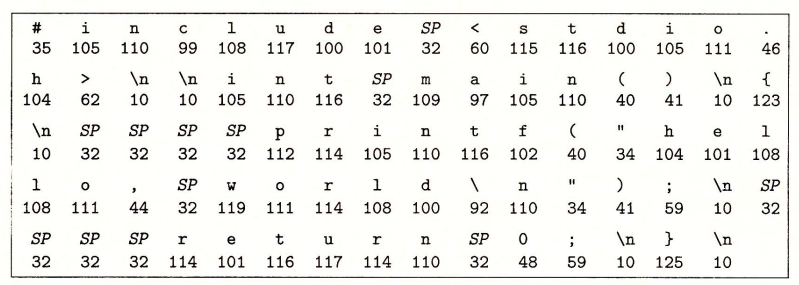 # i n c l u d e SP < s t d i o .
35 105 110 99 108 117 100 101 32 60 115 116 100 105 111 46
h > \n \n i n t SP m a i n ( ) \n {
104 62 10 10 105 110 116 32 109 97 105 110 40 41 10 123
\n SP SP SP SP p r i n t f ( " h e l
10 32 32 32 32 112 114 105 110 116 102 40 34 104 101 108
l o , SP w o r l d \ n " ) ; \n SP
108 111 44 32 119 111 114 108 100 92 110 34 41 59 10 32
SP SP SP r e t u r n SP 0 ; \n } \n
32 32 32 114 101 116 117 114 110 32 48 59 10 125 10